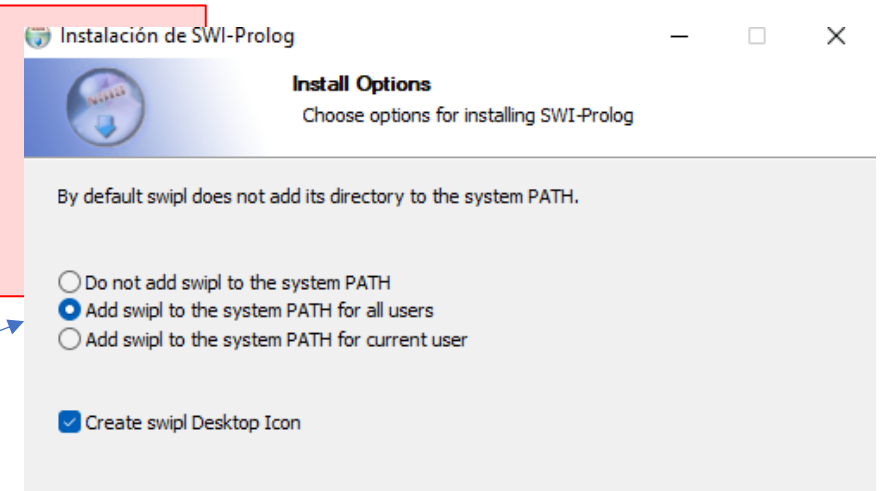 Instalación de SWI-Prolog
Install Options
Choose options for installing SWI-Prolog
By default swipl does not add its directory to the system PATH.
Do not add swipl to the system PATH
Add swipl to the system PATH for all users
Add swipl to the system PATH for current user
Create swipl Desktop Icon